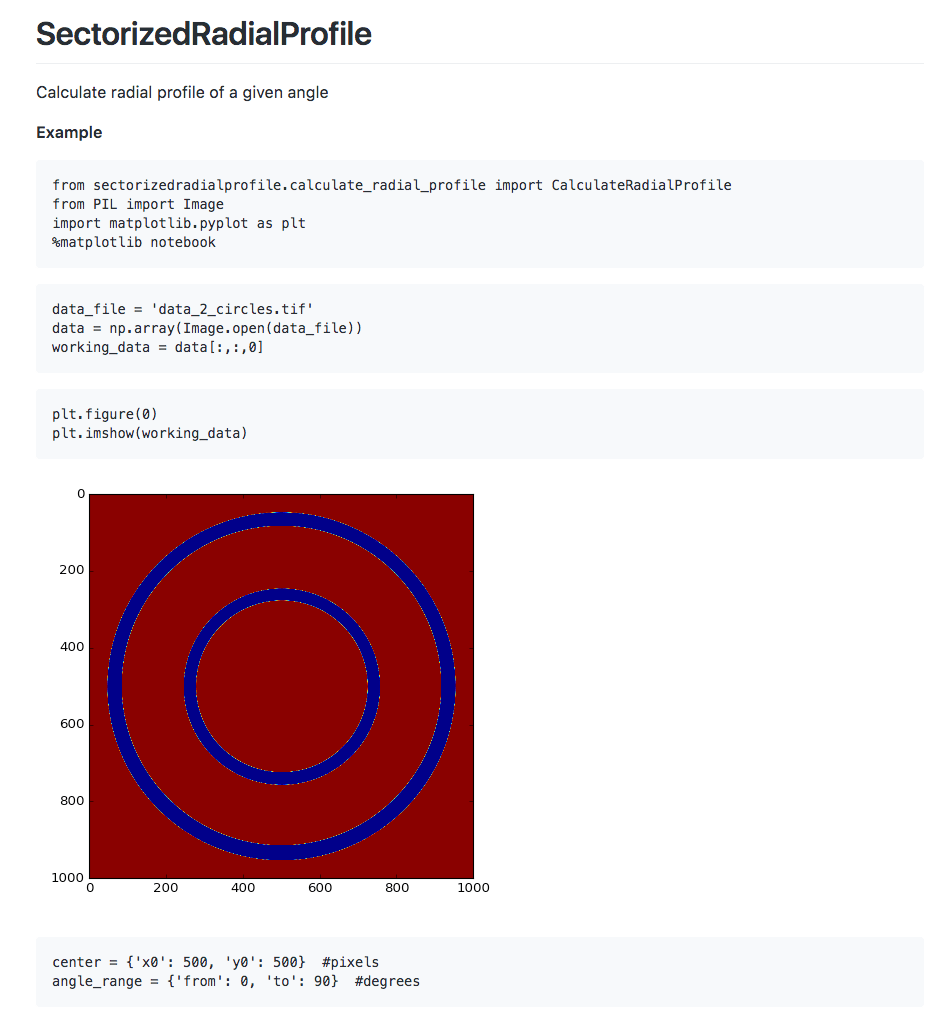 SectorizedRadialProfile
Calculate radial profile of a given angle
Example
from sectorizedradialprofile.calculate_radial_profile import CalculateRadialProfile
from PIL import Image
import matplotlib.pyplot as plt
%matplotlib notebook
data_file = 'data_2_circles.tif'
data = np.array(Image.open(data_file))
working_data = data[:,:,0]
plt.figure(0)
plt.imshow(working_data)
0
200
400
600
800
1000
0 200 400 600 800 1000
center = {'x0': 500, 'y0': 500}  #pixels
angle_range = {'from': 0, 'to': 90}  #degrees